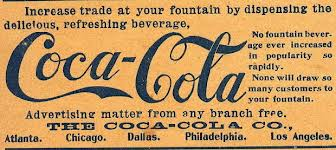 Increase trade at your fountain by dispensing the
delicious, refreshing beverage,
Coca-Cola
No fountain bever-
age ever increased
in popularity so
rapidly.
None will draw so
many customers to
your fountain.
Advertising matter from any branch free.
THE COCA-COLA CO.,
Atlanta. Chicago. Dallas. Philadelphia. Los Angeles.